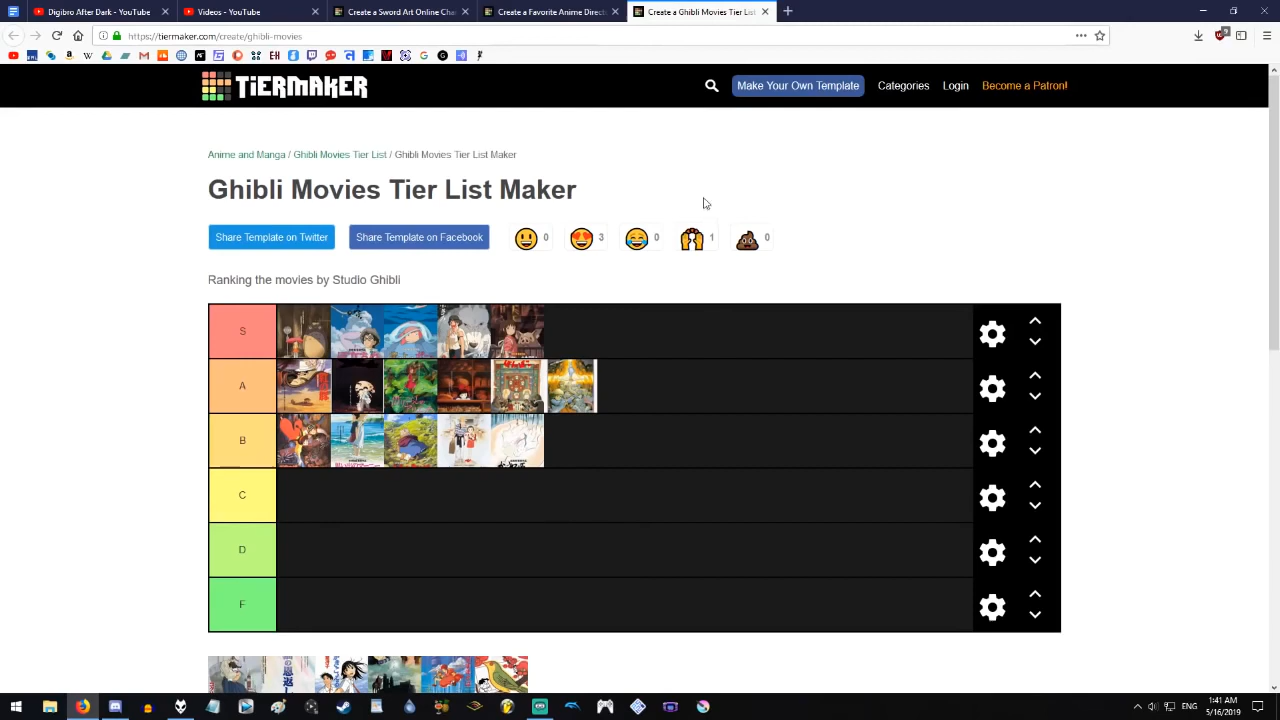 Digibro After Dark - YouTube
Videos - YouTube
Create a Sword Art Online Cha
Create a Favorite Anime Direct
Create a Ghibli Movies Tier List
https://tiermaker.com/create/ghibli-movies
TIERMAKER
Make Your Own Template
Categories
Login
Become a Patron!
Anime and Manga / Ghibli Movies Tier List / Ghibli Movies Tier List Maker
Ghibli Movies Tier List Maker
Share Template on Twitter
Share Template on Facebook
0
3
0
1
0
Ranking the movies by Studio Ghibli
S
A
B
C
D
F
1:41 AM
5/16/2019